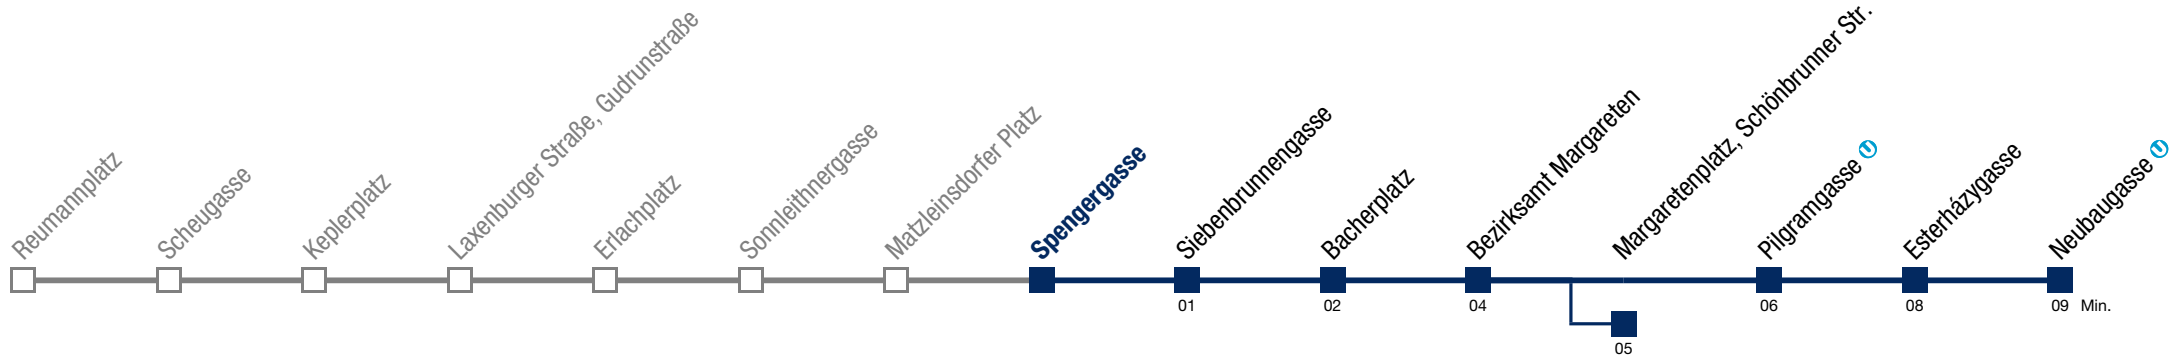 Reumannplatz
Scheugasse
Keplerplatz
Laxenburger Straße, Gudrunstraße
Erlachplatz
Sonnleithnergasse
Matzleinsdorfer Platz
Spengergasse
Siebenbrunnengasse
Bacherplatz
Bezirksamt Margareten
Margaretenplatz, Schönbrunner Str.
Pilgramgasse U
Esterházygasse
Neubaugasse U
01 02 04 06 08 09 Min.
05